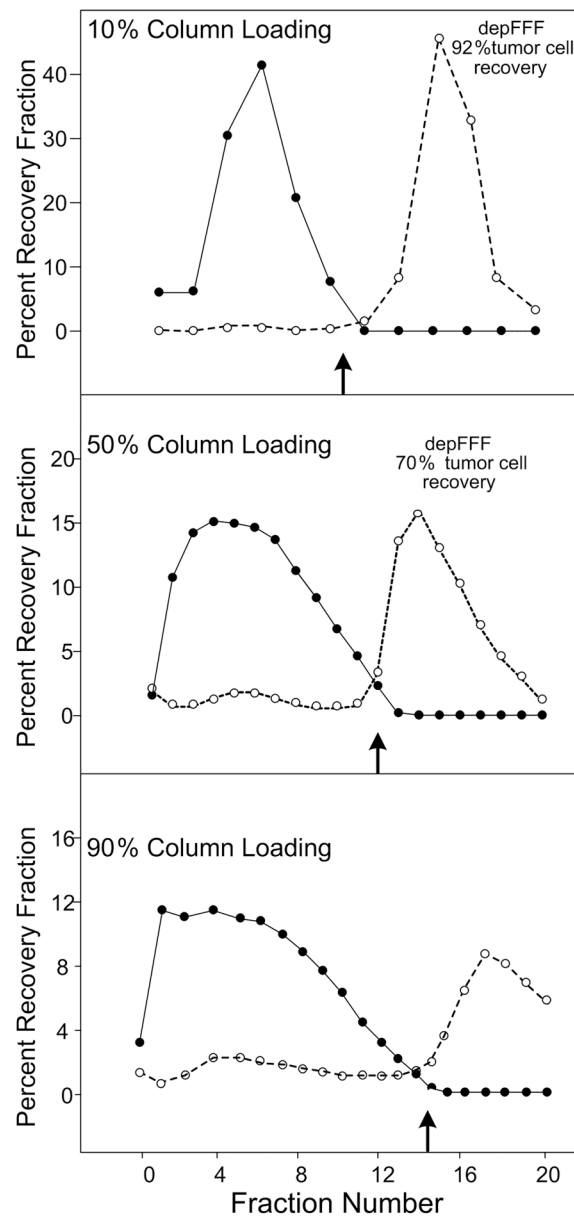 10% Column Loading
depFFF
92%tumor cell
recovery
Percent Recovery Fraction
40
30
20
10
0
50% Column Loading
depFFF
70% tumor cell
recovery
Percent Recovery Fraction
20
15
10
5
0
90% Column Loading
Percent Recovery Fraction
16
12
8
4
0
0 4 8 12 16 20
Fraction Number